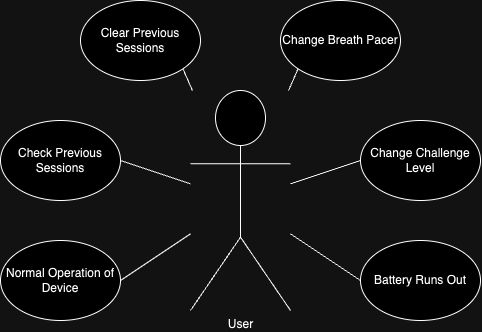 Clear Previous
Sessions
Change Breath Pacer
Check Previous
Sessions
Change Challenge
Level
Normal Operation of
Device
Battery Runs Out
User